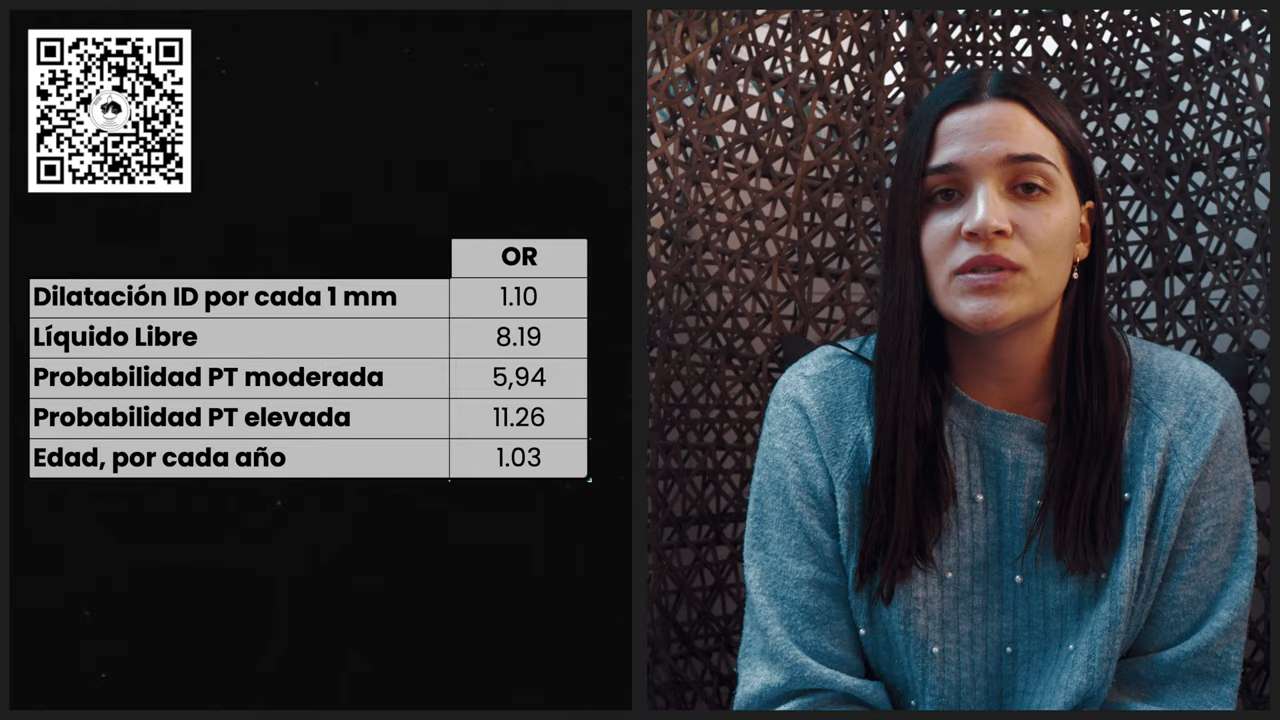 OR
Dilatación ID por cada 1 mm 1.10
Líquido Libre 8.19
Probabilidad PT moderada 5,94
Probabilidad PT elevada 11.26
Edad, por cada año 1.03